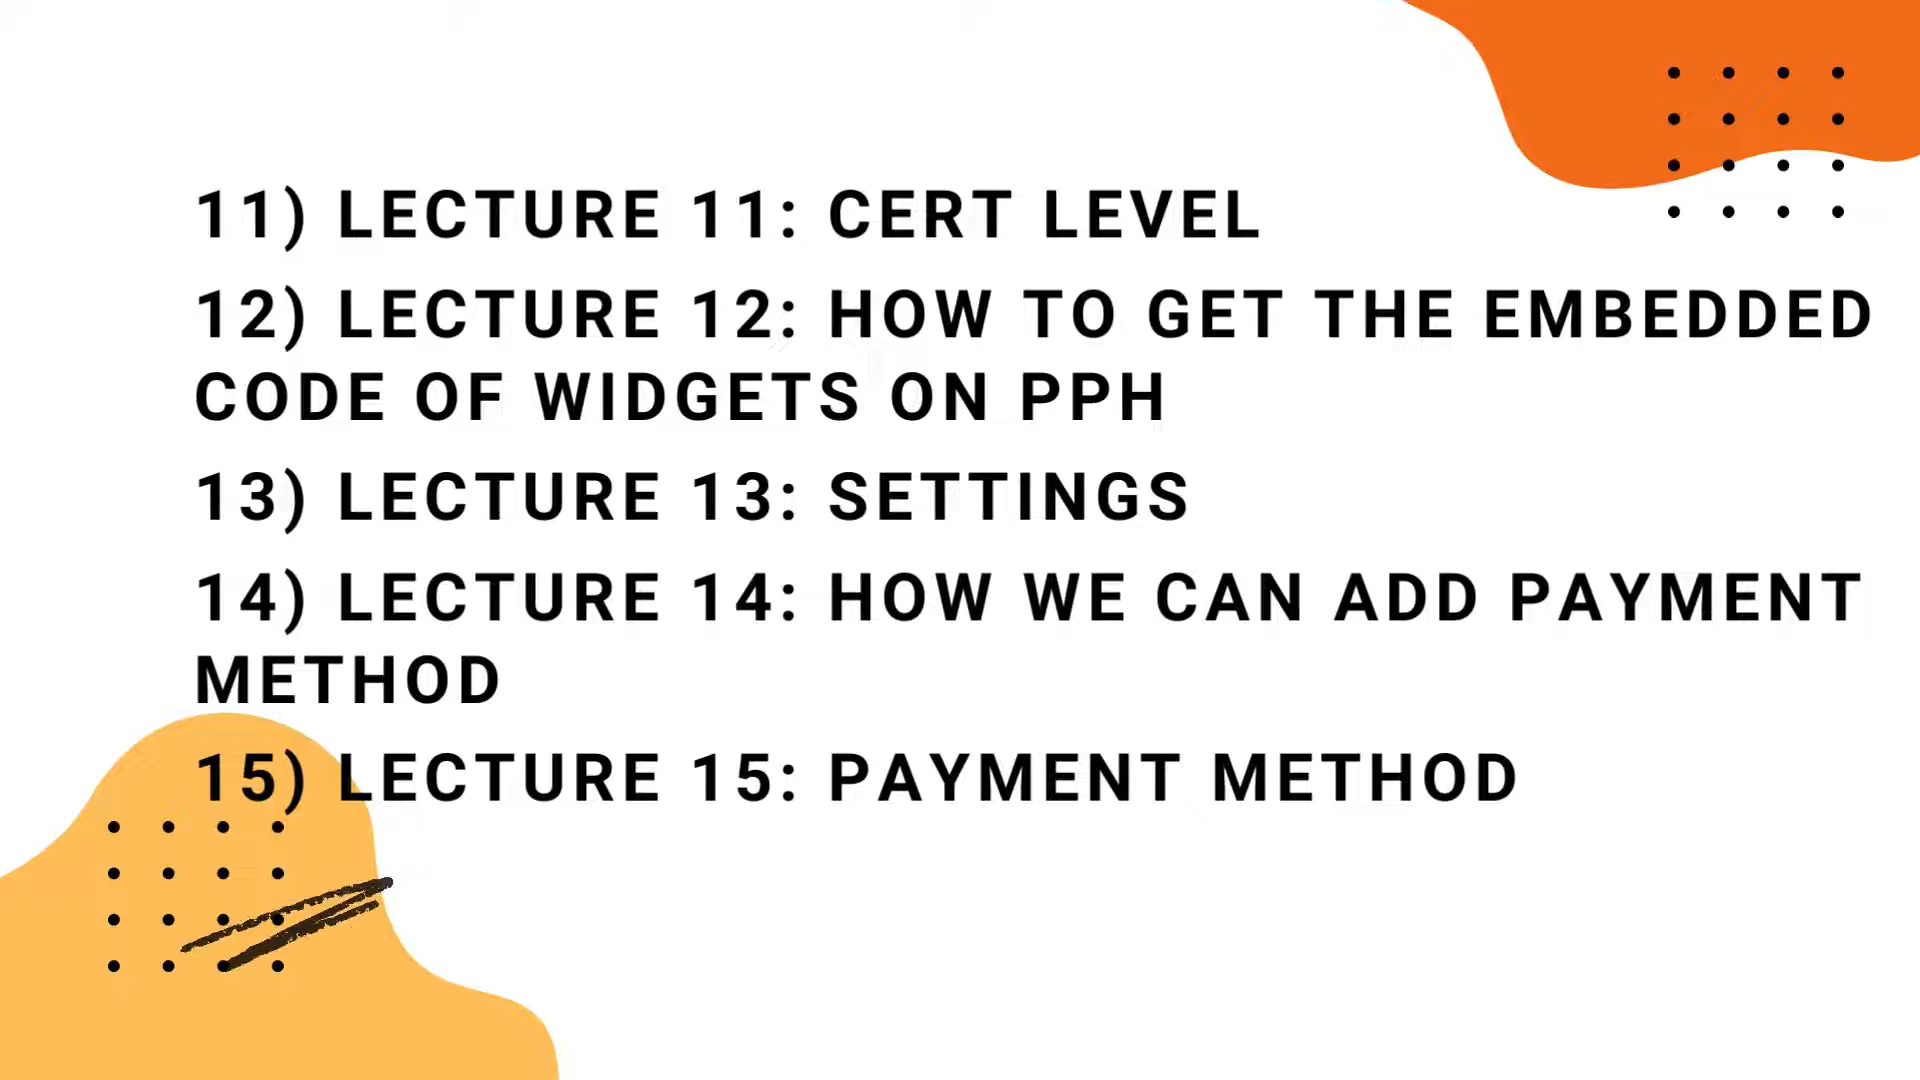 11) LECTURE 11: CERT LEVEL
12) LECTURE 12: HOW TO GET THE EMBEDDED
CODE OF WIDGETS ON PPH
13) LECTURE 13: SETTINGS
14) LECTURE 14: HOW WE CAN ADD PAYMENT
METHOD
15) LECTURE 15: PAYMENT METHOD